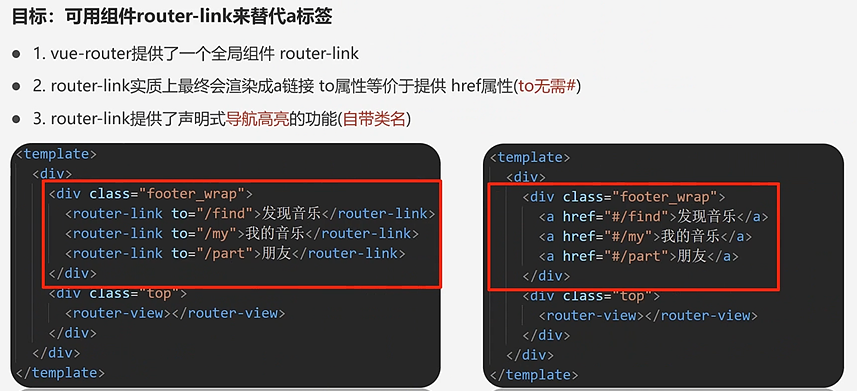 目标：可用组件router-link来替代a标签
● 1. vue-router提供了一个全局组件 router-link
● 2. router-link实质上最终会渲染成a链接 to属性等价于提供 href属性(to无需#)
● 3. router-link提供了声明式导航高亮的功能(自带类名)
<template>
<div>
<div class="footer_wrap">
<router-link to="/find">发现音乐</router-link>
<router-link to="/my">我的音乐</router-link>
<router-link to="/part">朋友</router-link>
</div>
<div class="top">
<router-view></router-view>
</div>
</div>
</template>
<template>
<div>
<div class="footer_wrap">
<a href="#/find">发现音乐</a>
<a href="#/my">我的音乐</a>
<a href="#/part">朋友</a>
</div>
<div class="top">
<router-view></router-view>
</div>
</div>
</template>